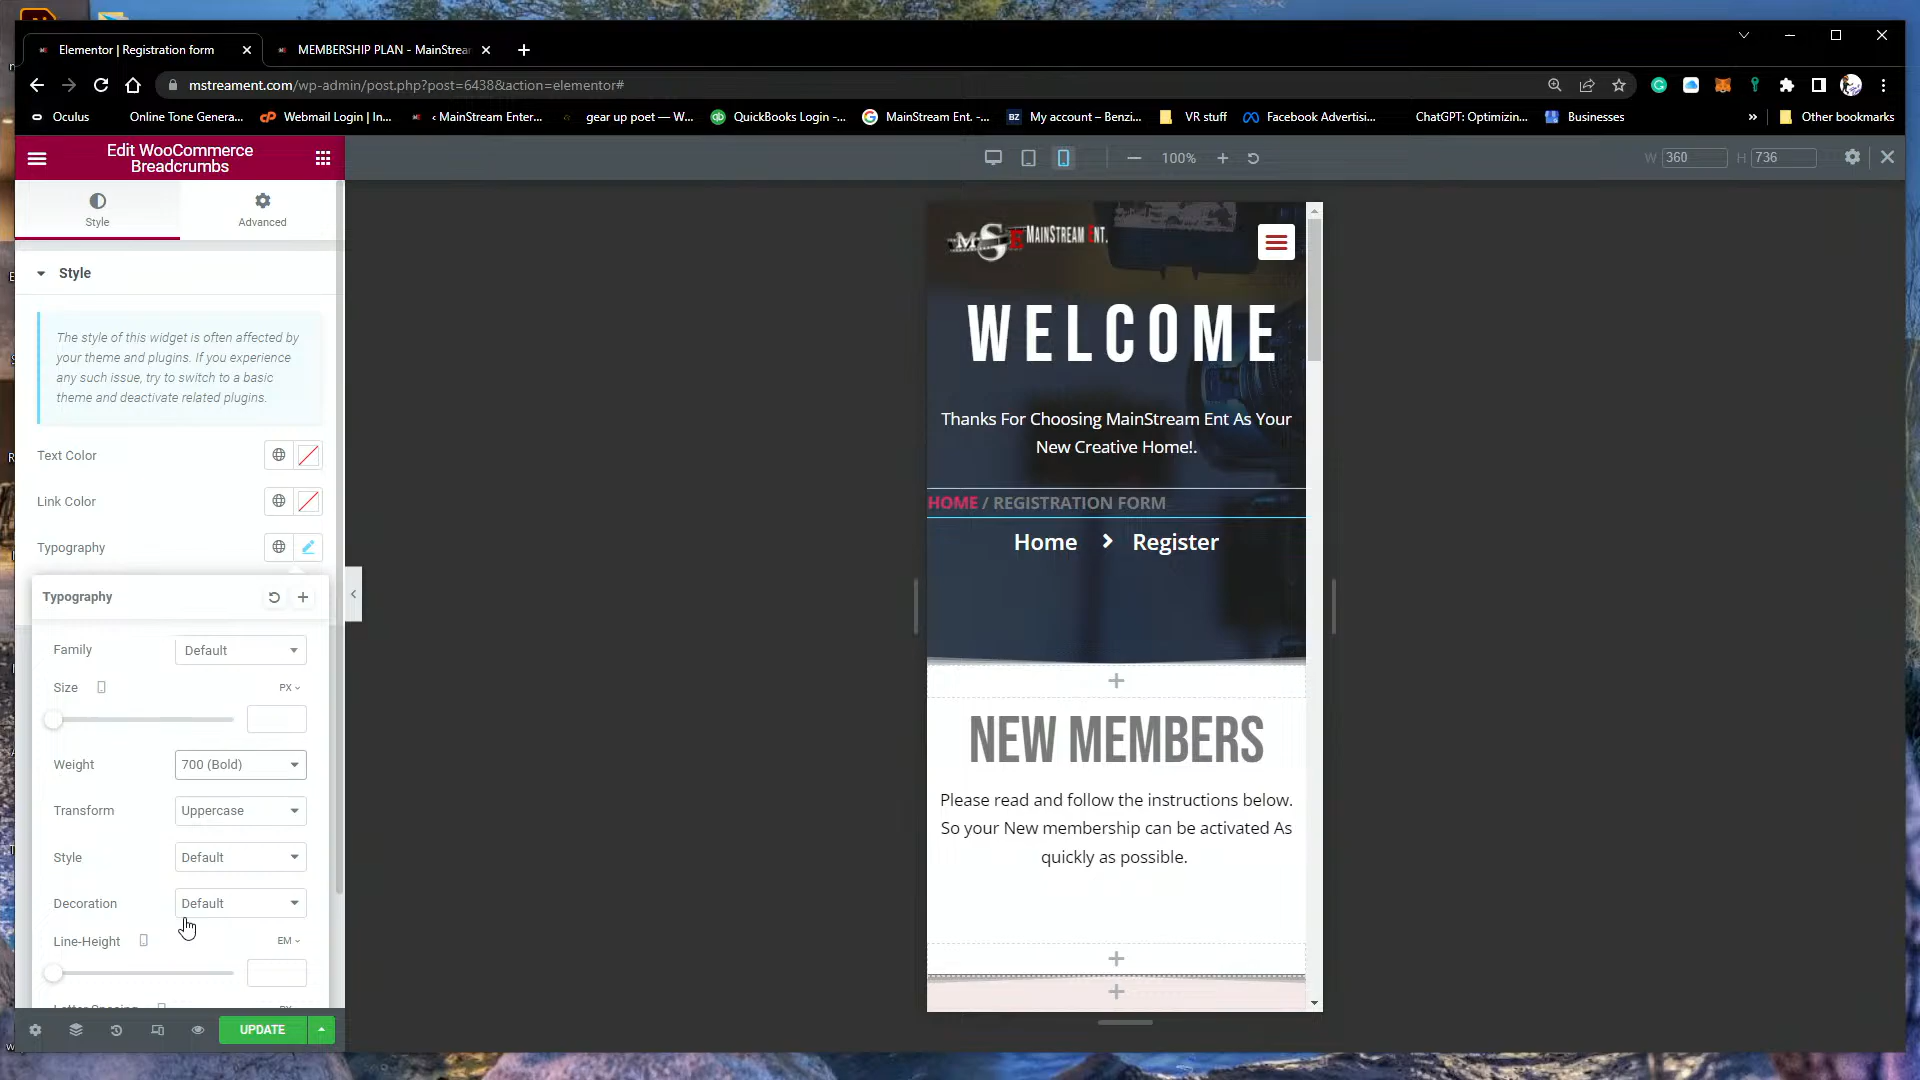 Elementor | Registration form
MEMBERSHIP PLAN - MainStrear
mstreament.com/wp-admin/post.php?post=6438&action=elementor#
Oculus
Online Tone Genera...
Webmail Login | In...
‹ MainStream Enter...
gear up poet — W...
QuickBooks Login -...
MainStream Ent. -...
My account – Benzi...
VR stuff
Facebook Advertisi...
ChatGPT: Optimizin...
Businesses
»
Other bookmarks
Edit WooCommerce
Breadcrumbs
100%
W 360
H 736
Style
Advanced
Style
The style of this widget is often affected by
your theme and plugins. If you experience
any such issue, try to switch to a basic
theme and deactivate related plugins.
Text Color
Link Color
Typography
Typography
Family
Default
Size
PX
Weight
700 (Bold)
Transform
Uppercase
Style
Default
Decoration
Default
Line-Height
EM
UPDATE
MAINSTREAM ENT.
WELCOME
Thanks For Choosing MainStream Ent As Your
New Creative Home!.
HOME / REGISTRATION FORM
Home
Register
NEW MEMBERS
Please read and follow the instructions below.
So your New membership can be activated As
quickly as possible.